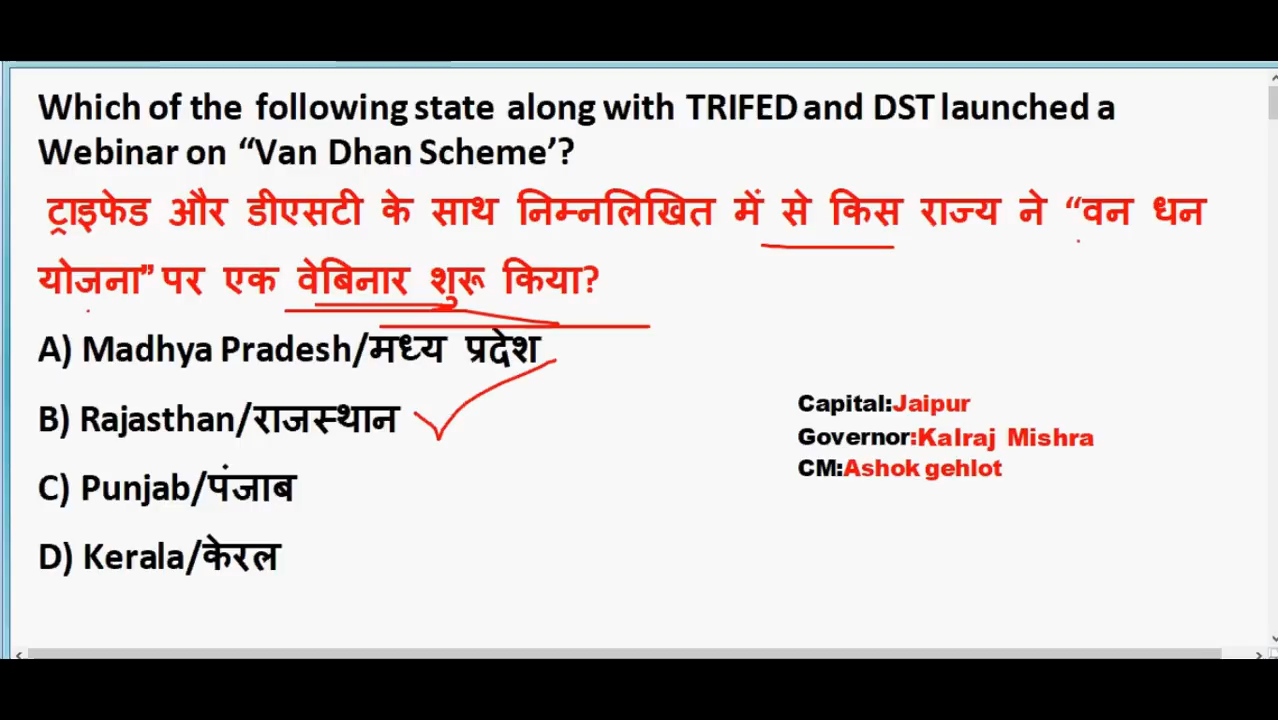 Which of the following state along with TRIFED and DST launched a
Webinar on “Van Dhan Scheme’?
ट्राइफेड और डीएसटी के साथ निम्नलिखित में से किस राज्य ने “वन धन
योजना” पर एक वेबिनार शुरू किया?
A) Madhya Pradesh/मध्य प्रदेश
B) Rajasthan/राजस्थान
C) Punjab/पंजाब
D) Kerala/केरल
Capital:Jaipur
Governor:Kalraj Mishra
CM:Ashok gehlot